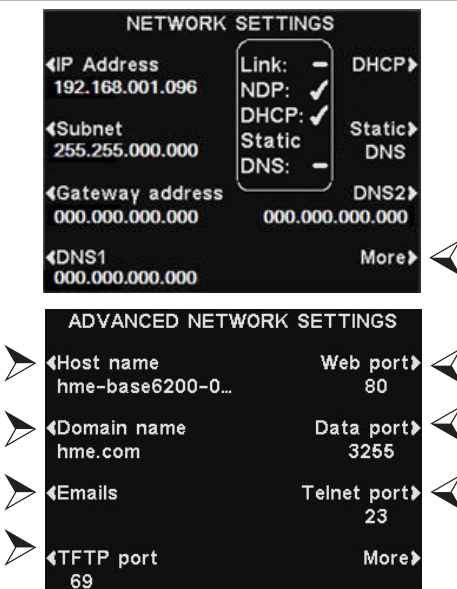 NETWORK SETTINGS
IP Address
192.168.001.096
Subnet
255.255.000.000
Gateway address
000.000.000.000
DNS1
000.000.000.000
Link: –
NDP: ✓
DHCP: ✓
Static
DNS: –
DHCP
Static
DNS
DNS2
000.000.000.000
More
ADVANCED NETWORK SETTINGS
Host name
hme-base6200-0...
Domain name
hme.com
Emails
TFTP port
69
Web port
80
Data port
3255
Telnet port
23
More